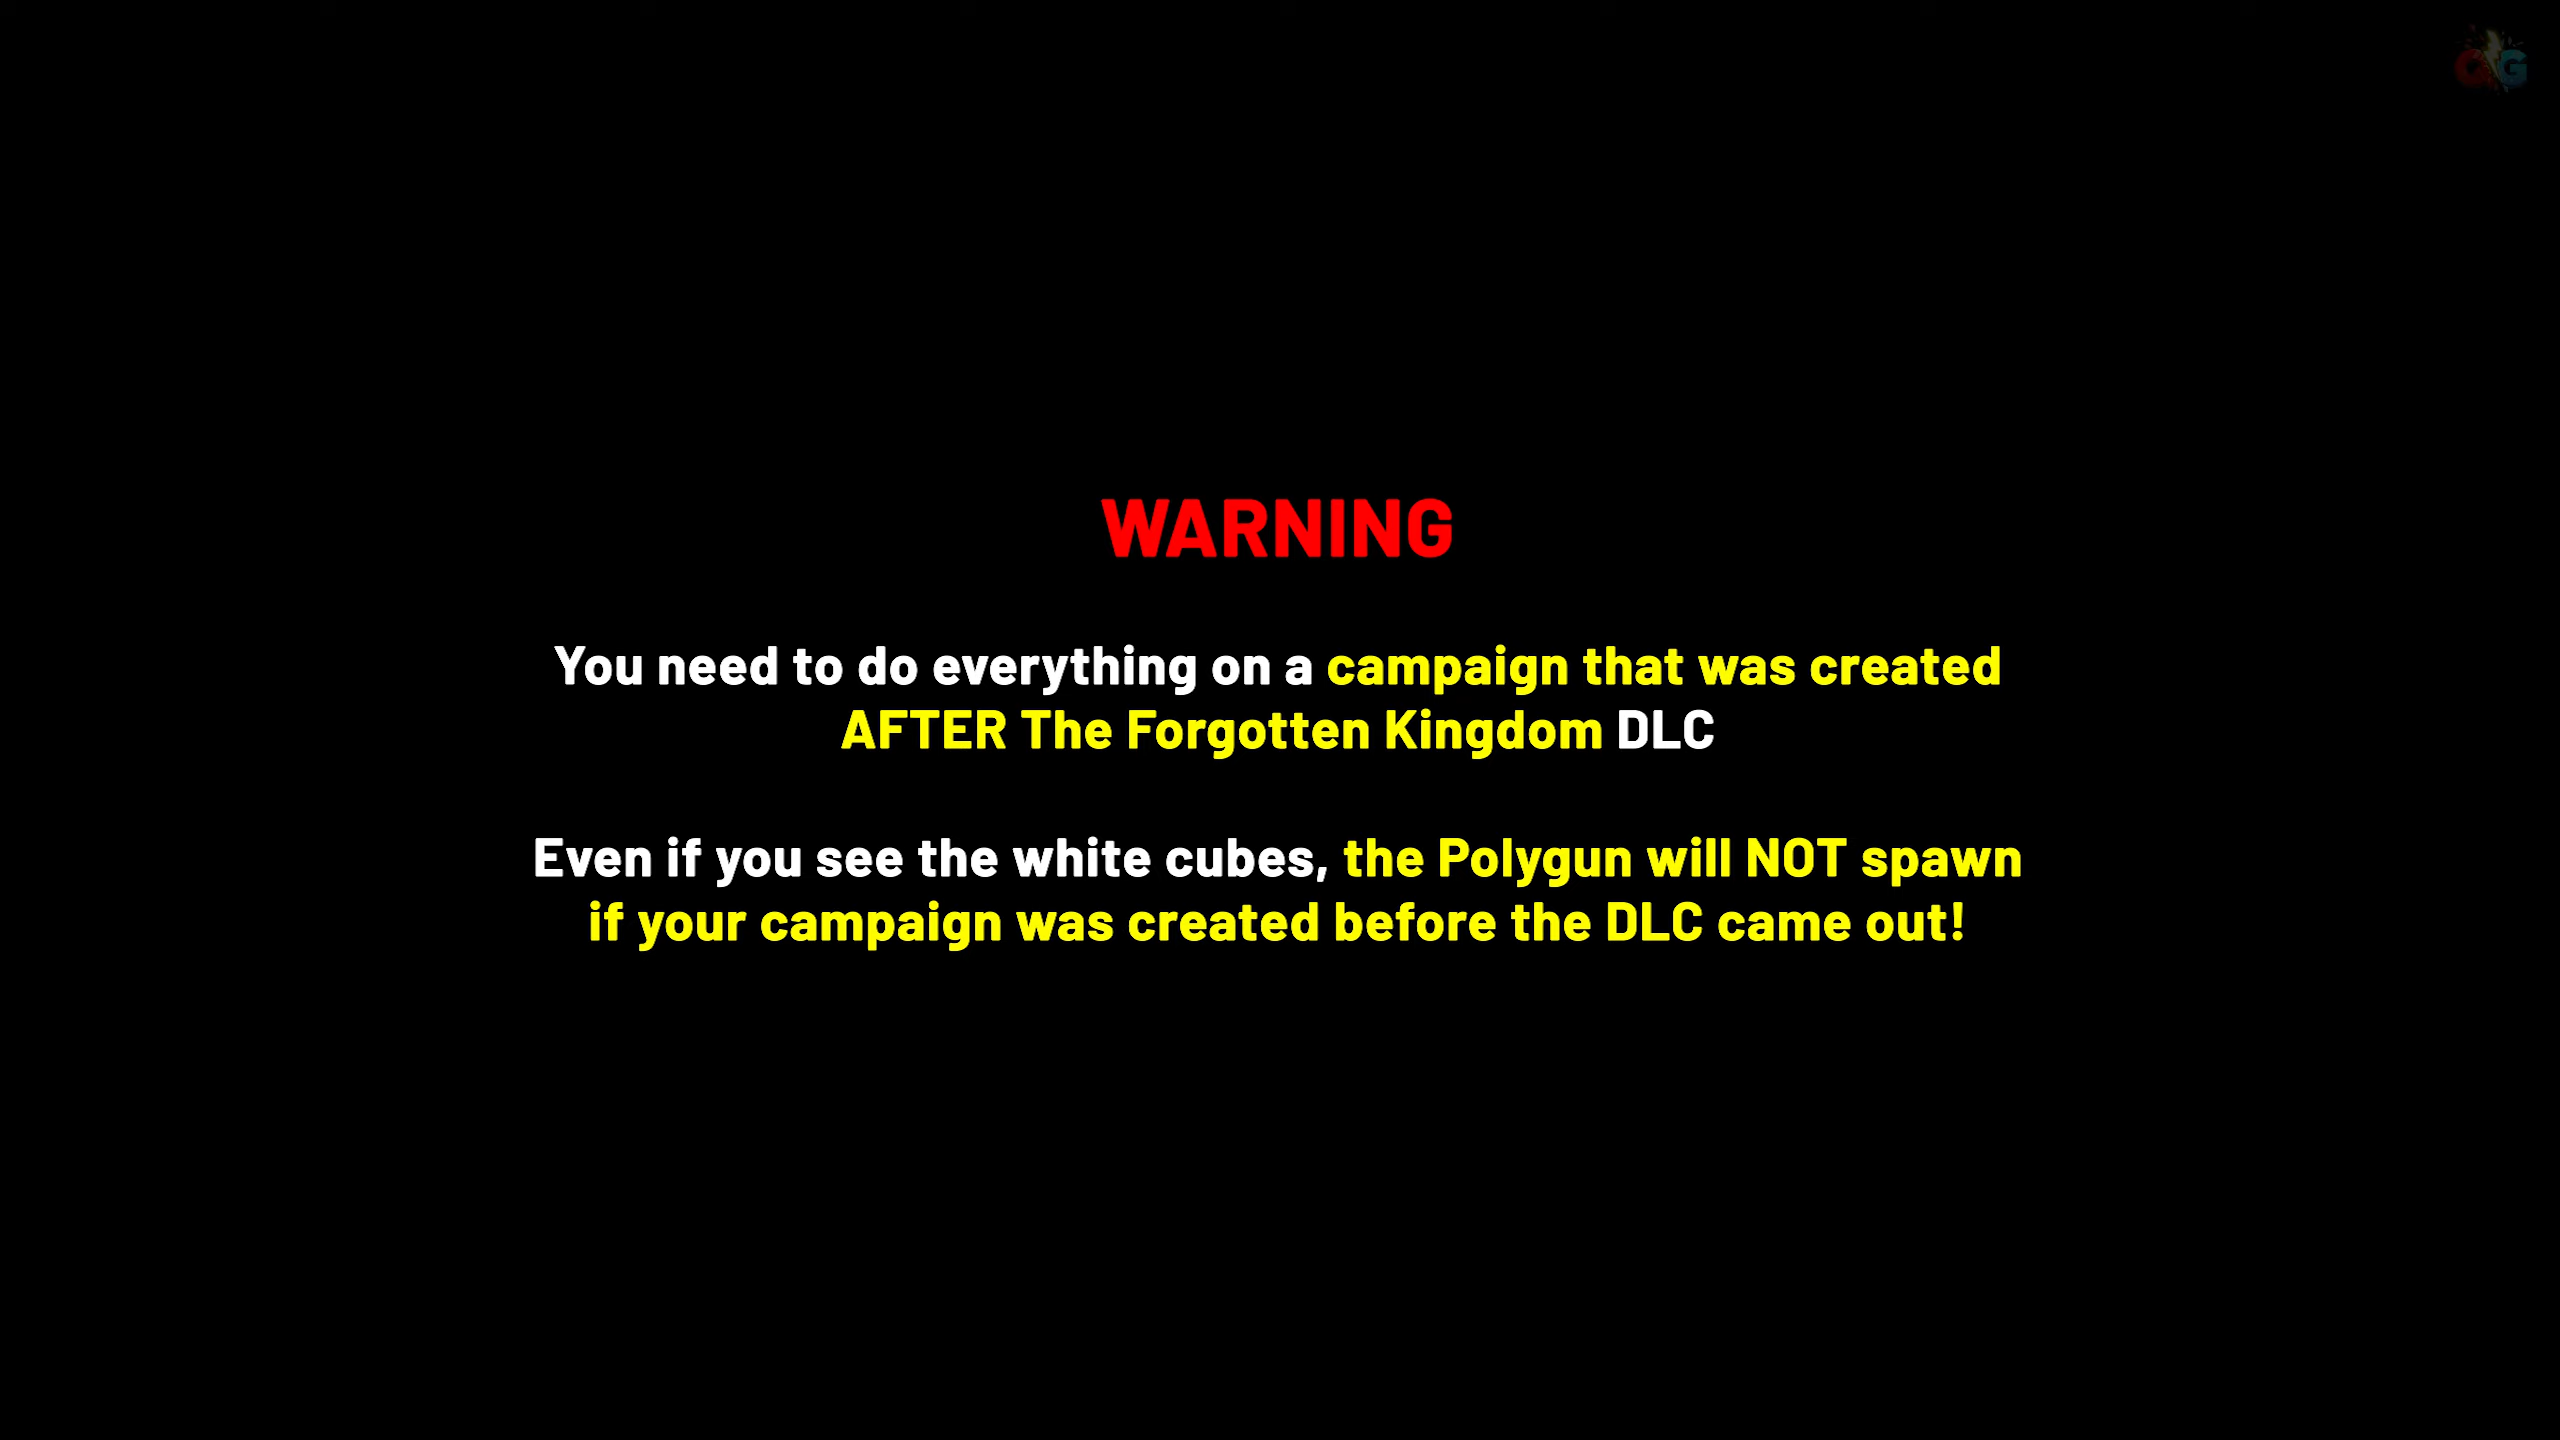 WARNING
You need to do everything on a campaign that was created
AFTER The Forgotten Kingdom DLC
Even if you see the white cubes, the Polygun will NOT spawn
if your campaign was created before the DLC came out!